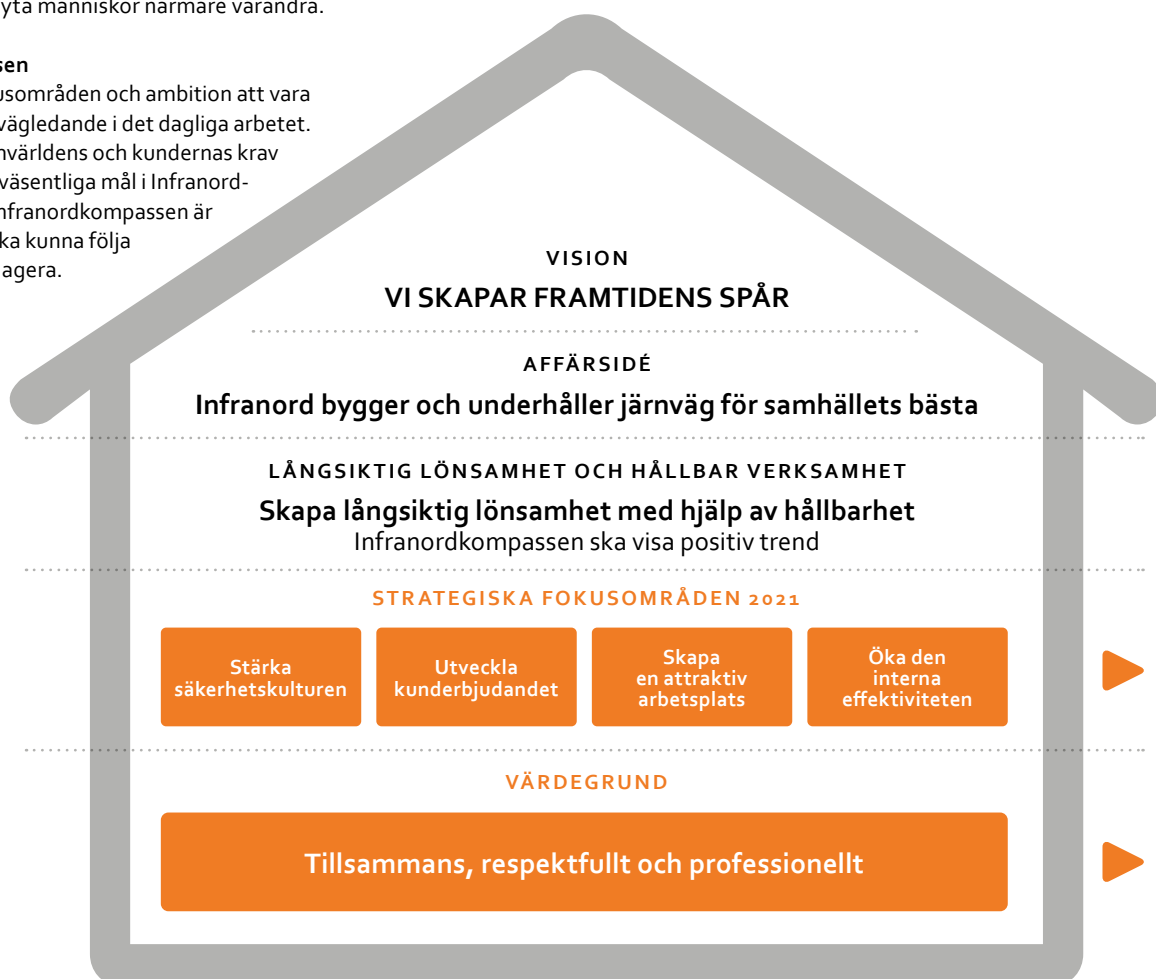 yta människor närmare varandra.
sen
usområden och ambition att vara
vägledande i det dagliga arbetet.
nvärldens och kundernas krav
väsentliga mål i Infranord-
nfranordkompassen är
ka kunna följa
agera.
VISION
VI SKAPAR FRAMTIDENS SPÅR
AFFÄRSIDÉ
Infranord bygger och underhåller järnväg för samhällets bästa
LÅNGSIKTIG LÖNSAMHET OCH HÅLLBAR VERKSAMHET
Skapa långsiktig lönsamhet med hjälp av hållbarhet
Infranordkompassen ska visa positiv trend
STRATEGISKA FOKUSOMRÅDEN 2021
Stärka
säkerhetskulturen
Utveckla
kunderbjudandet
Skapa
en attraktiv
arbetsplats
Öka den
interna
effektiviteten
VÄRDEGRUND
Tillsammans, respektfullt och professionellt